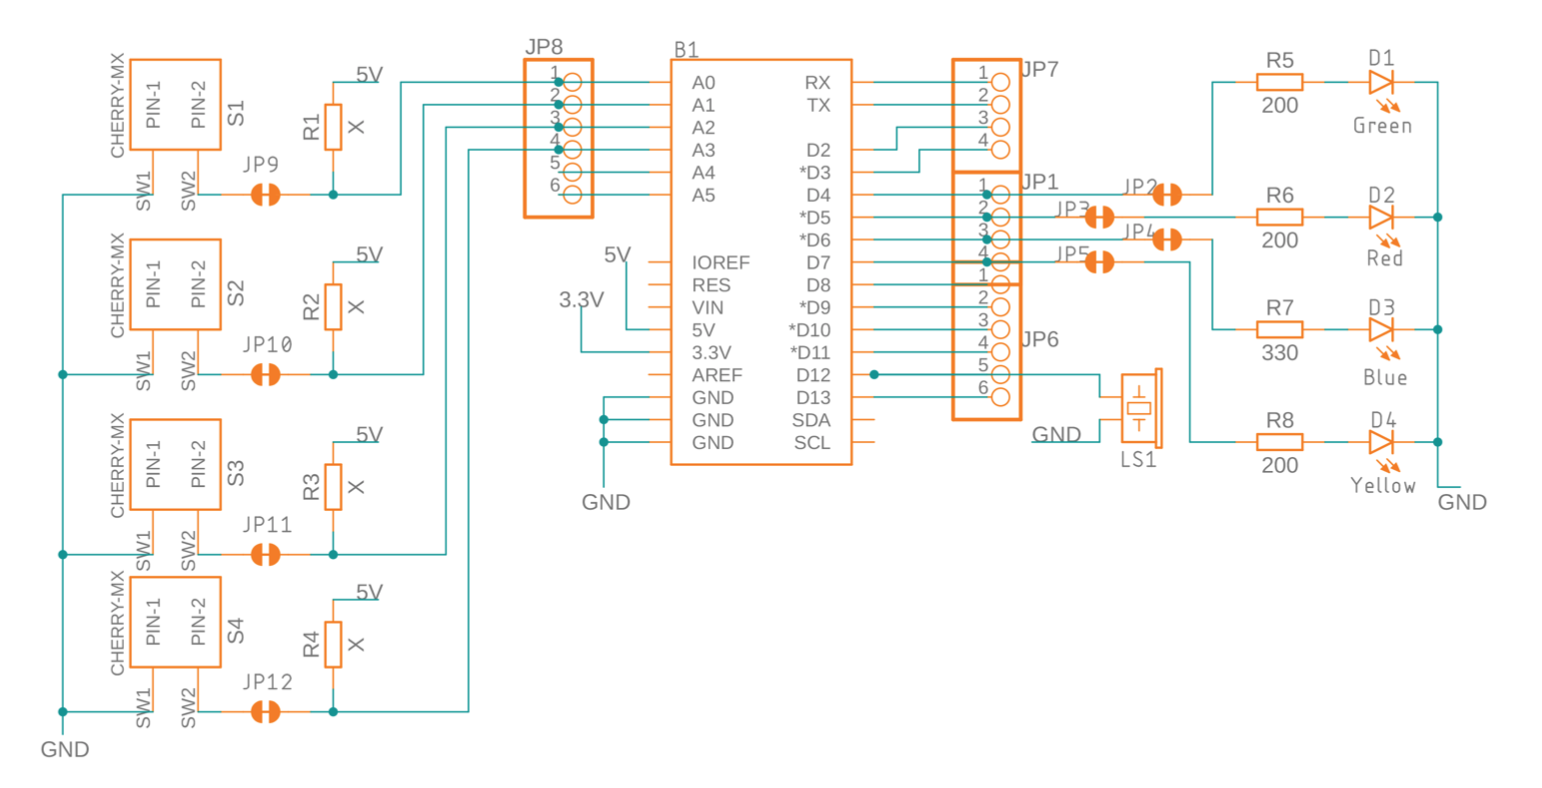 CHERRY-MX
PIN-1
PIN-2
S1
SW1
SW2
JP9
5V
R1
X
CHERRY-MX
PIN-1
PIN-2
S2
SW1
SW2
JP10
5V
R2
X
CHERRY-MX
PIN-1
PIN-2
S3
SW1
SW2
JP11
5V
R3
X
CHERRY-MX
PIN-1
PIN-2
S4
SW1
SW2
JP12
5V
R4
X
GND
JP8
1
2
3
4
5
6
5V
3.3V
GND
B1
A0
A1
A2
A3
A4
A5
IOREF
RES
VIN
5V
3.3V
AREF
GND
GND
GND
RX
TX
D2
*D3
D4
*D5
*D6
D7
D8
*D9
*D10
*D11
D12
D13
SDA
SCL
JP7
1
2
3
4
JP1
1
2
3
4
JP6
1
2
3
4
5
6
JP2
JP3
JP4
JP5
GND
LS1
R5
200
D1
Green
R6
200
D2
Red
R7
330
D3
Blue
R8
200
D4
Yellow
GND